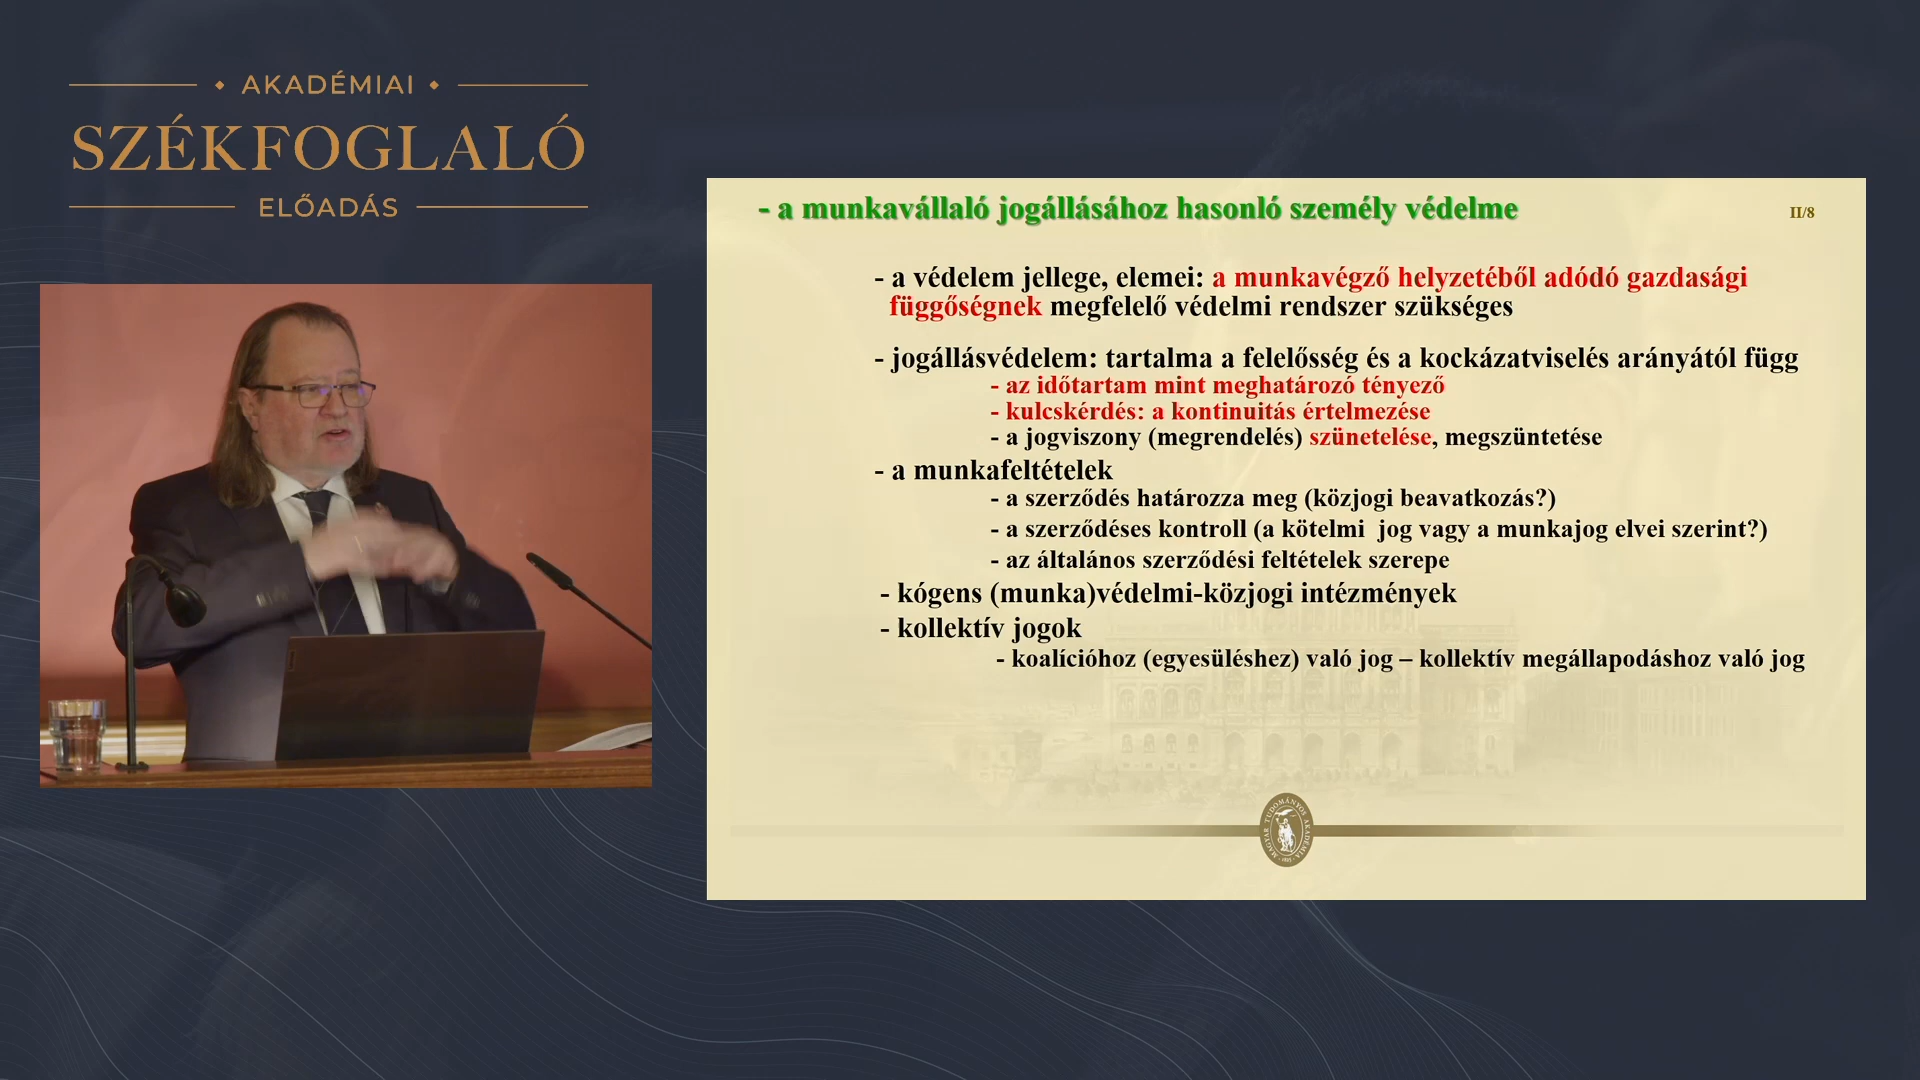 AKADÉMIAI
SZÉKFOGLALÓ
ELŐADÁS
- a munkavállaló jogállásához hasonló személy védelme
II/8
- a védelem jellege, elemei: a munkavégző helyzetéből adódó gazdasági
függőségnek megfelelő védelmi rendszer szükséges
- jogállásvédelem: tartalma a felelősség és a kockázatviselés arányától függ
- az időtartam mint meghatározó tényező
- kulcskérdés: a kontinuitás értelmezése
- a jogviszony (megrendelés) szünetelése, megszüntetése
- a munkafeltételek
- a szerződés határozza meg (közjogi beavatkozás?)
- a szerződéses kontroll (a kötelmi jog vagy a munkajog elvei szerint?)
- az általános szerződési feltételek szerepe
- kógens (munka)védelmi-közjogi intézmények
- kollektív jogok
- koalícióhoz (egyesüléshez) való jog – kollektív megállapodáshoz való jog
MAGYAR TUDOMÁNYOS AKADÉMIA